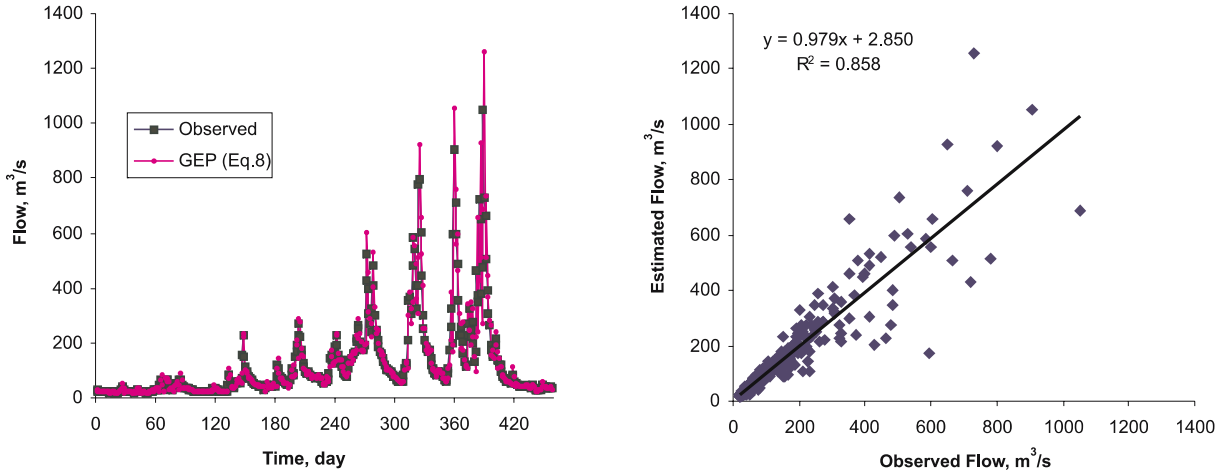 1400
1200
1000
800
600
400
200
0
Flow, m³/s
Observed
GEP (Eq.8)
0 60 120 180 240 300 360 420
Time, day
y = 0.979x + 2.850
R² = 0.858
1400
1200
1000
800
600
400
200
0
Estimated Flow, m³/s
0 200 400 600 800 1000 1200 1400
Observed Flow, m³/s